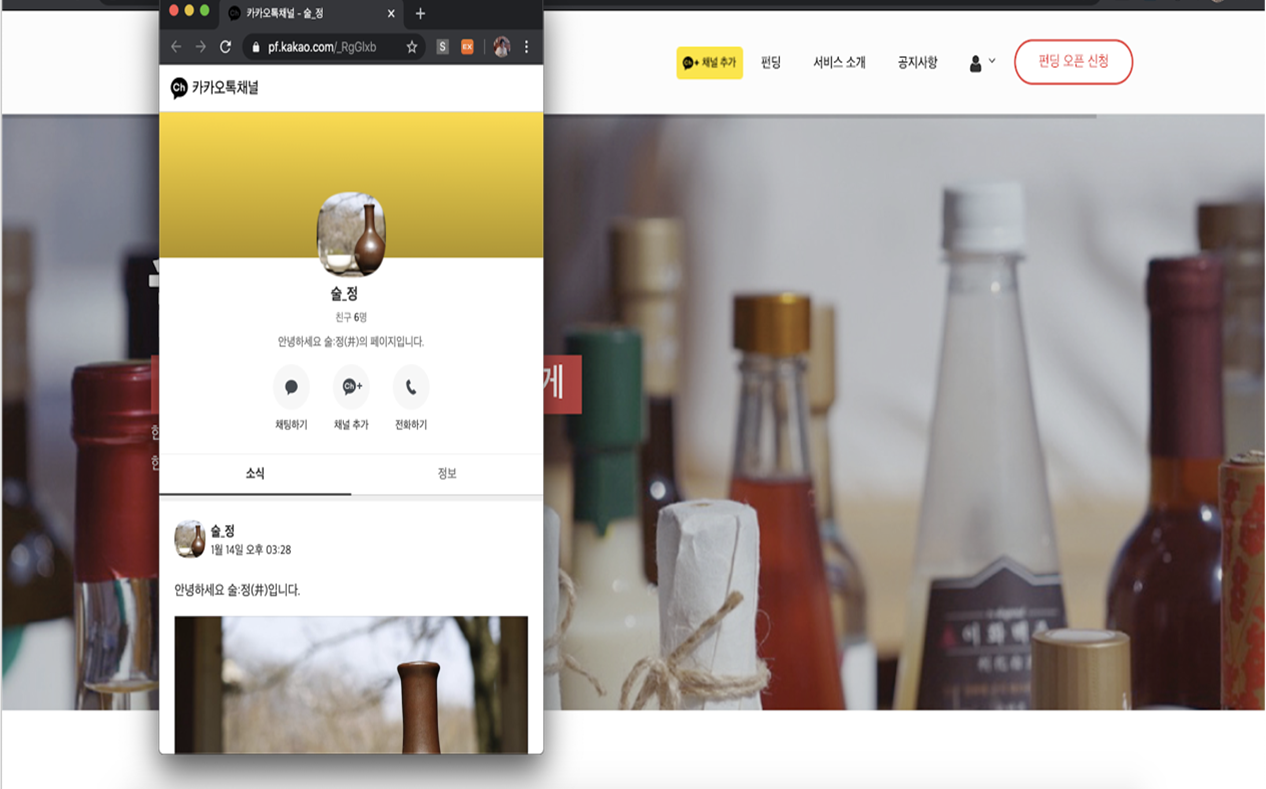 카카오톡채널 - 술_정
pf.kakao.com/_RgGlxb
S
EX
Ch 카카오톡채널
술_정
친구 6명
안녕하세요 술:정(井)의 페이지입니다.
Ch+
채팅하기
채널 추가
전화하기
소식
정보
술_정
1월 14일 오후 03:28
안녕하세요 술:정(井)입니다.
Ch+ 채널 추가
펀딩
서비스 소개
공지사항
펀딩 오픈 신청
게
이화백주